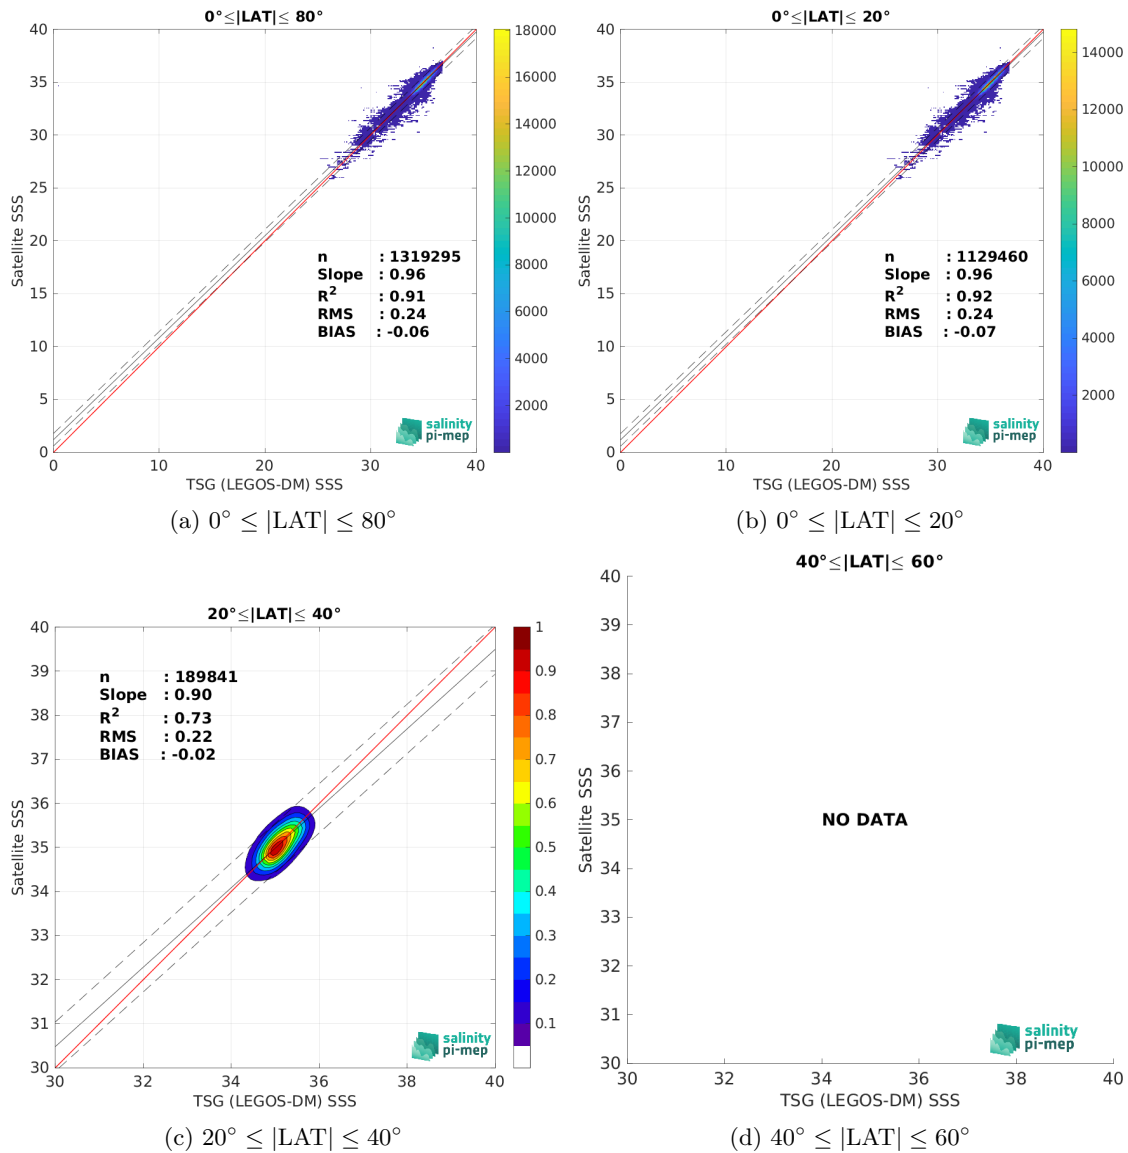 0°≤|LAT|≤ 80°
Satellite SSS
40
35
30
25
20
15
10
5
0
n : 1319295
Slope : 0.96
R² : 0.91
RMS : 0.24
BIAS : -0.06
salinity
pi-mep
0 10 20 30 40
TSG (LEGOS-DM) SSS
18000
16000
14000
12000
10000
8000
6000
4000
2000
(a) 0° ≤ |LAT| ≤ 80°
0°≤|LAT|≤ 20°
Satellite SSS
40
35
30
25
20
15
10
5
0
n : 1129460
Slope : 0.96
R² : 0.92
RMS : 0.24
BIAS : -0.07
salinity
pi-mep
0 10 20 30 40
TSG (LEGOS-DM) SSS
14000
12000
10000
8000
6000
4000
2000
(b) 0° ≤ |LAT| ≤ 20°
20°≤|LAT|≤ 40°
Satellite SSS
40
39
38
37
36
35
34
33
32
31
30
n : 189841
Slope : 0.90
R² : 0.73
RMS : 0.22
BIAS : -0.02
salinity
pi-mep
30 32 34 36 38 40
TSG (LEGOS-DM) SSS
1
0.9
0.8
0.7
0.6
0.5
0.4
0.3
0.2
0.1
(c) 20° ≤ |LAT| ≤ 40°
40°≤|LAT|≤ 60°
Satellite SSS
40
39
38
37
36
35
34
33
32
31
30
NO DATA
salinity
pi-mep
30 32 34 36 38 40
TSG (LEGOS-DM) SSS
(d) 40° ≤ |LAT| ≤ 60°